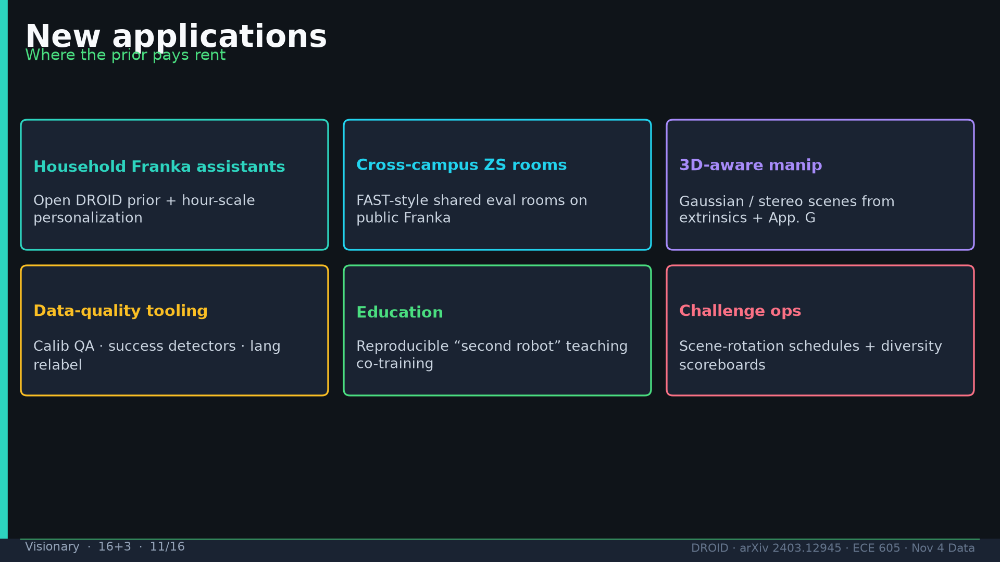 New applications
Where the prior pays rent
Household Franka assistants
Open DROID prior + hour-scale
personalization
Cross-campus ZS rooms
FAST-style shared eval rooms on
public Franka
3D-aware manip
Gaussian / stereo scenes from
extrinsics + App. G
Data-quality tooling
Calib QA · success detectors · lang
relabel
Education
Reproducible “second robot” teaching
co-training
Challenge ops
Scene-rotation schedules + diversity
scoreboards
Visionary · 16+3 · 11/16
DROID · arXiv 2403.12945 · ECE 605 · Nov 4 Data